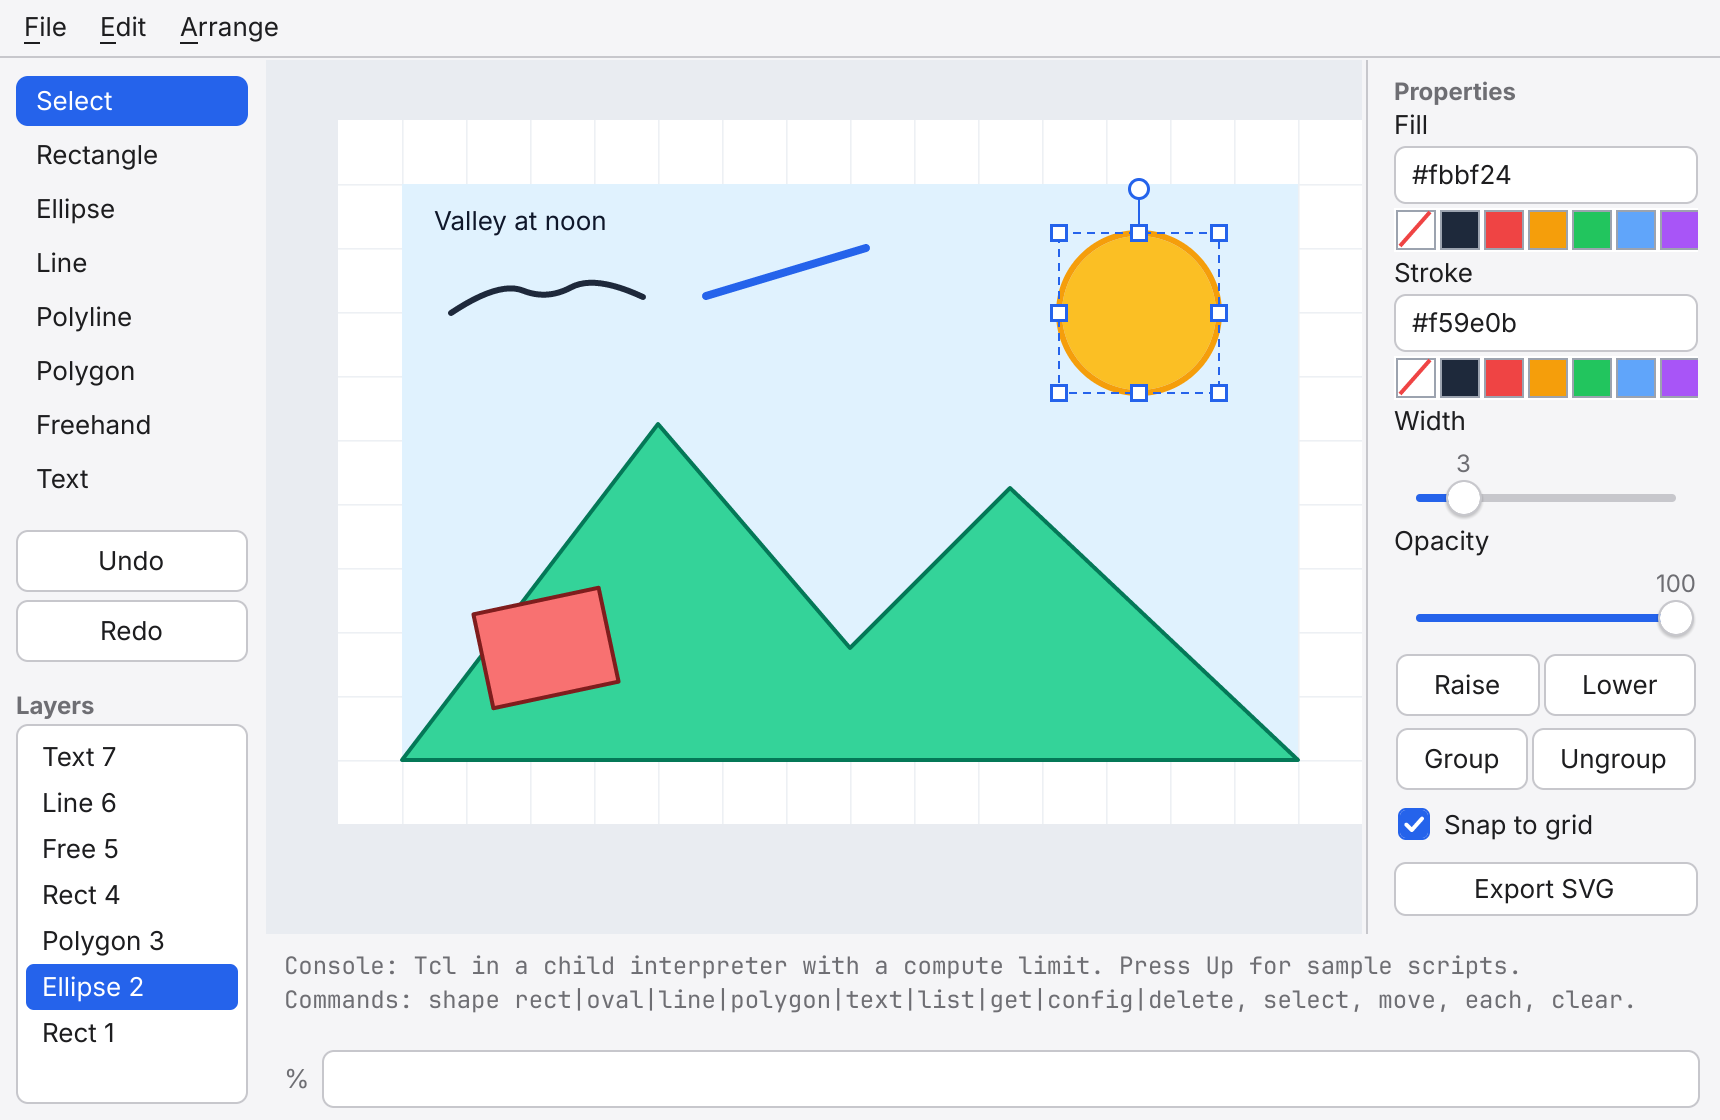 File Edit Arrange
Select
Rectangle
Ellipse
Line
Polyline
Polygon
Freehand
Text
Undo
Redo
Layers
Text 7
Line 6
Free 5
Rect 4
Polygon 3
Ellipse 2
Rect 1
Valley at noon
Properties
Fill
#fbbf24
Stroke
#f59e0b
Width
3
Opacity
100
Raise Lower
Group Ungroup
Snap to grid
Export SVG
Console: Tcl in a child interpreter with a compute limit. Press Up for sample scripts.
Commands: shape rect|oval|line|polygon|text|list|get|config|delete, select, move, each, clear.
%